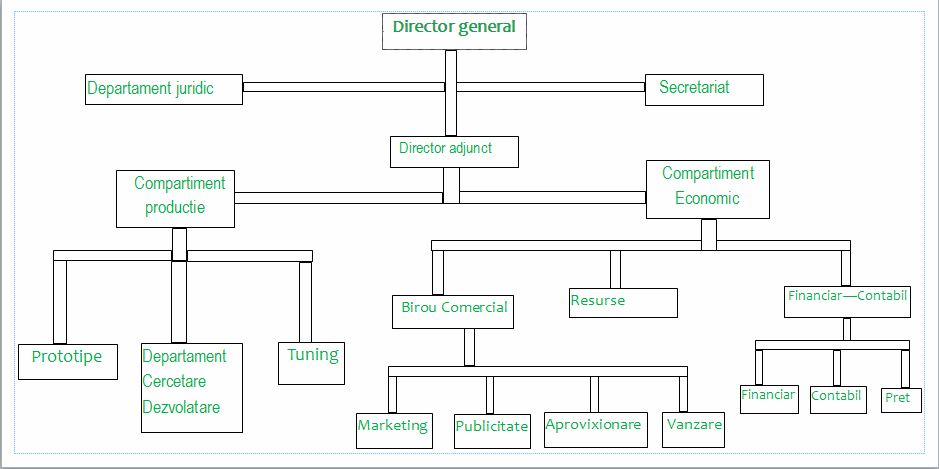 Director general
Departament juridic
Secretariat
Director adjunct
Compartiment
productie
Compartiment
Economic
Birou Comercial
Resurse
Financiar—Contabil
Prototipe
Departament
Cercetare
Dezvolatare
Tuning
Financiar
Contabil
Pret
Marketing
Publicitate
Aprovixionare
Vanzare